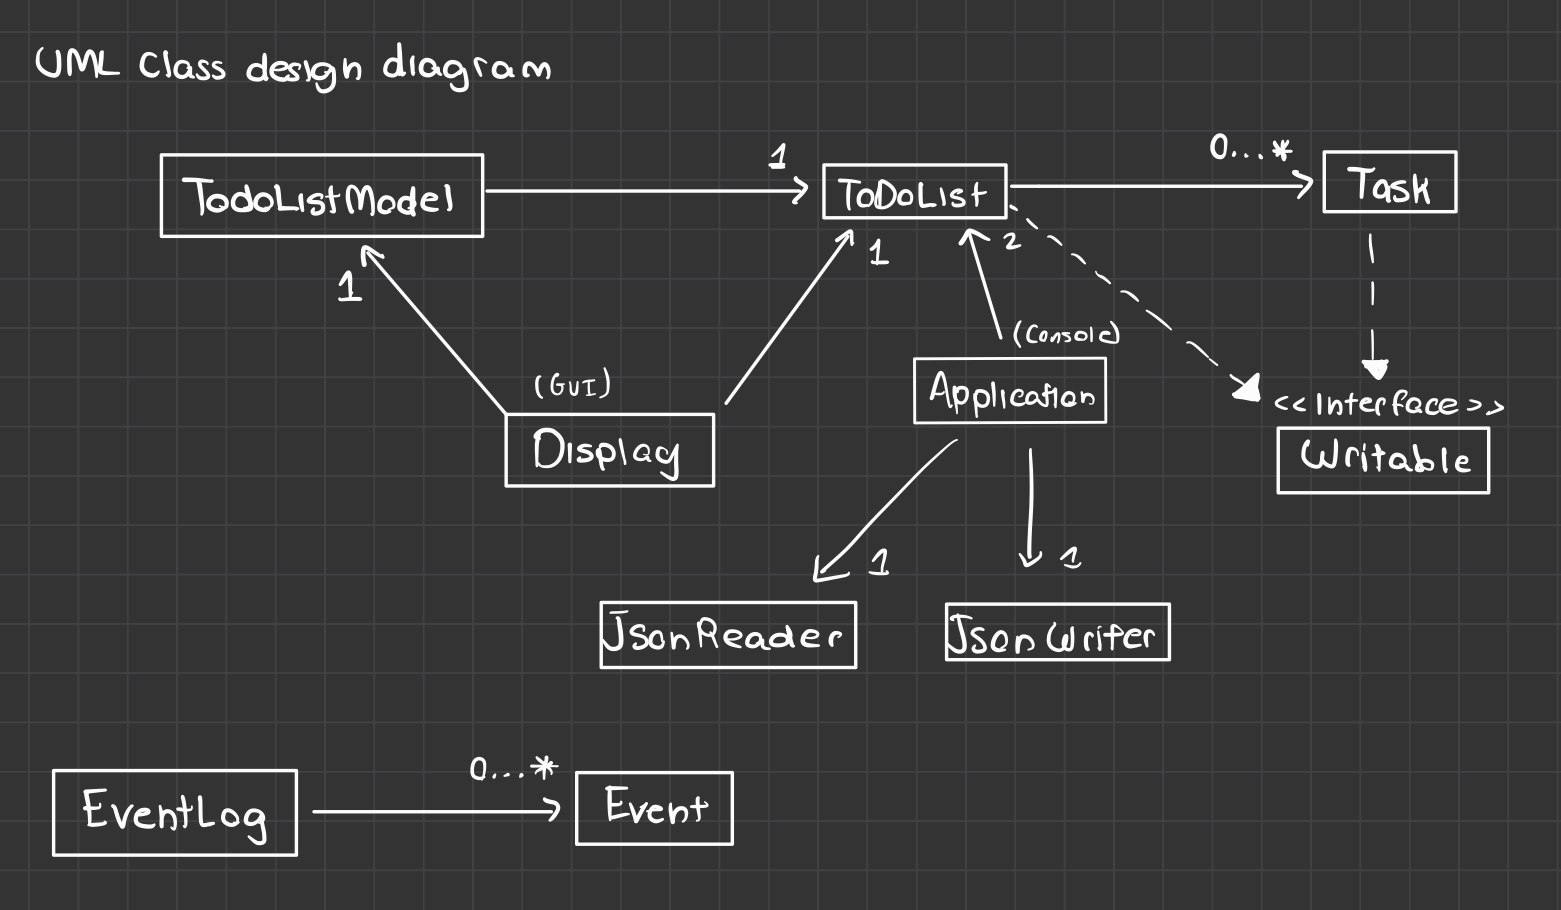 UML Class design diagram
TodoListModel
1
ToDoList
0...*
Task
1
1
2
(Console)
(GUI)
Application
<<Interface>>
Display
Writable
1
1
JsonReader
JsonWriter
0...*
EventLog
Event